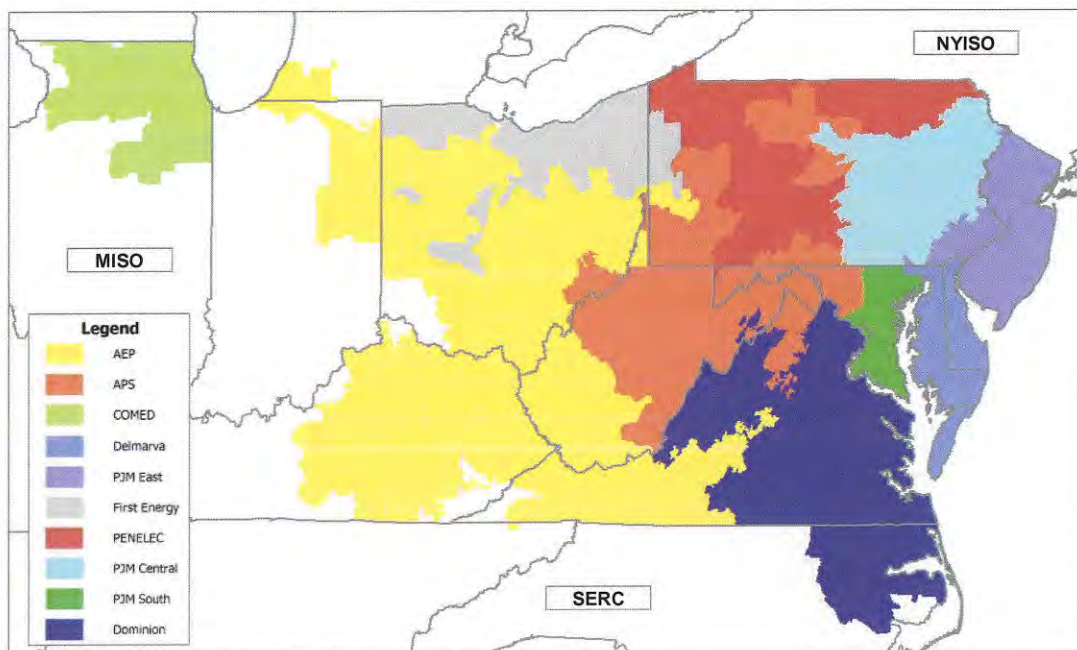 NYISO
MISO
Legend
AEP
APS
COMED
Delmarva
PJM East
First Energy
PENELEC
PJM Central
PJM South
Dominion
SERC